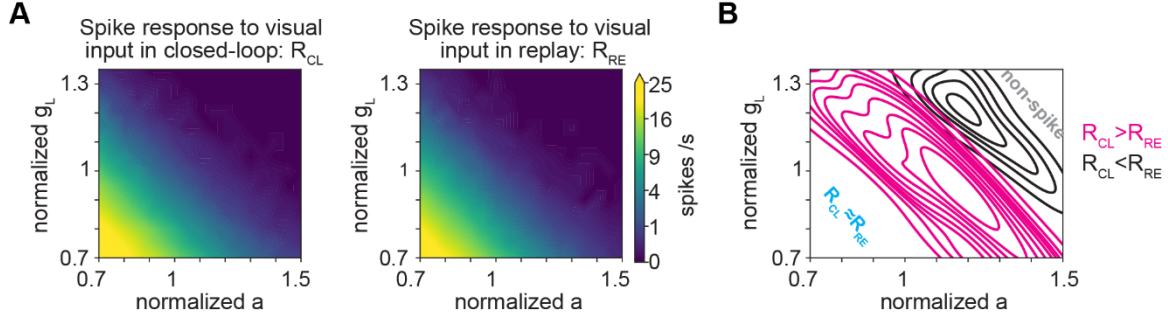 A
Spike response to visual
input in closed-loop: R_CL
normalized g_L
1.3
1
0.7
0.7
1
1.5
normalized a
Spike response to visual
input in replay: R_RE
1.3
1
0.7
0.7
1
1.5
normalized a
normalized g_L
25
16
9
4
1
0
spikes /s
B
normalized g_L
1.3
1
0.7
0.7
1
1.5
normalized a
non-spike
R_CL≈R_RE
R_CL>R_RE
R_CL<R_RE